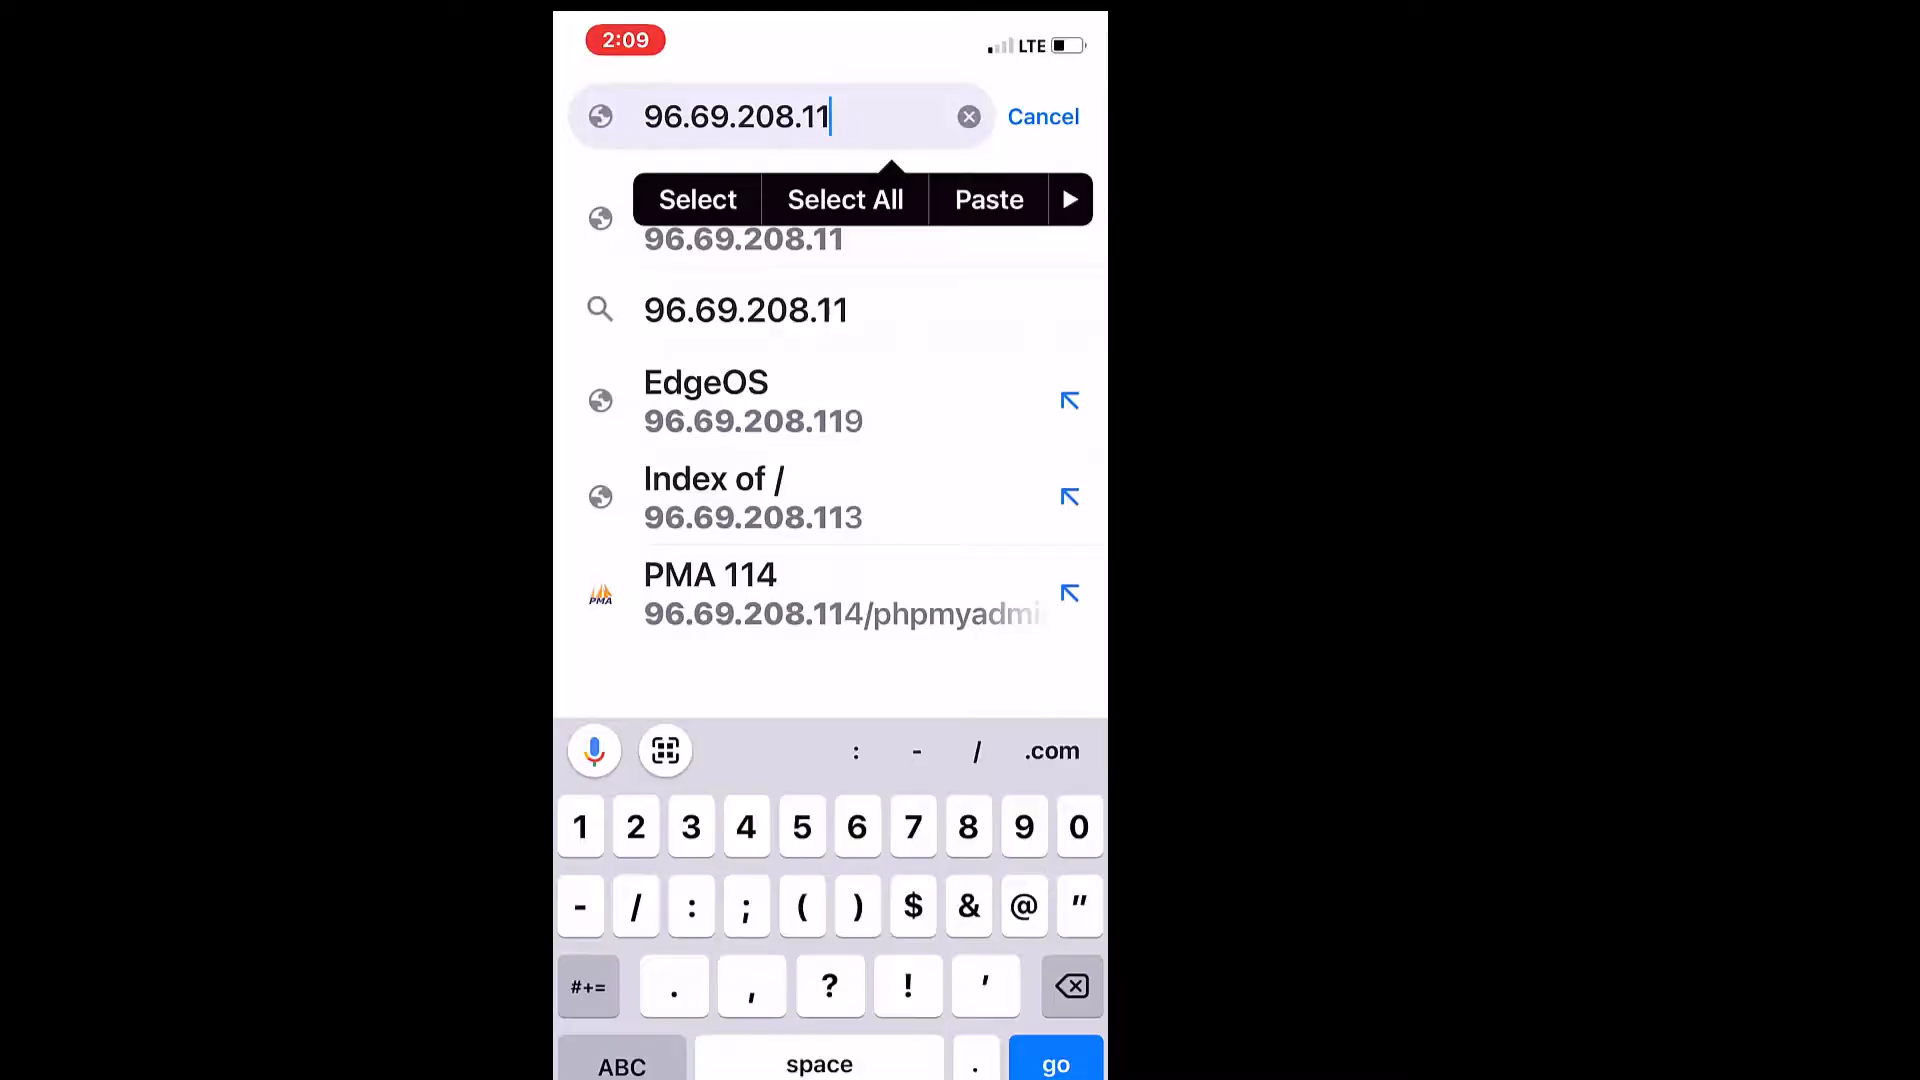 2:09
LTE
96.69.208.11
Cancel
Select
Select All
Paste
96.69.208.11
96.69.208.11
EdgeOS
96.69.208.119
Index of /
96.69.208.113
PMA 114
PMA
96.69.208.114/phpmyadmi
: - / .com
1 2 3 4 5 6 7 8 9 0
- / : ; ( ) $ & @ "
#+= . , ? ! '
ABC space . go